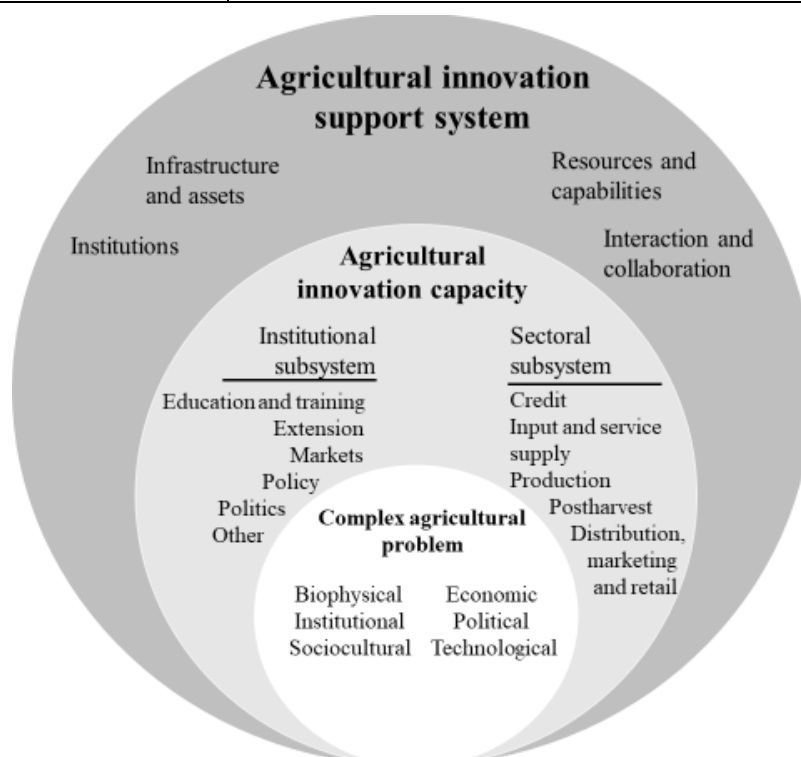 Agricultural innovation
support system
Infrastructure
and assets
Institutions
Resources and
capabilities
Interaction and
collaboration
Agricultural
innovation capacity
Institutional
subsystem
Education and training
Extension
Markets
Policy
Politics
Other
Sectoral
subsystem
Credit
Input and service
supply
Production
Postharvest
Distribution,
marketing
and retail
Complex agricultural
problem
Biophysical
Institutional
Sociocultural
Economic
Political
Technological